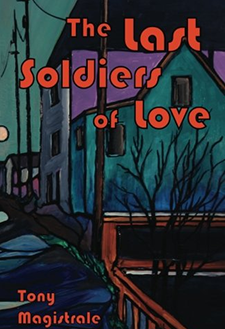 The Last
Soldiers
of Love
Tony
Magistrale